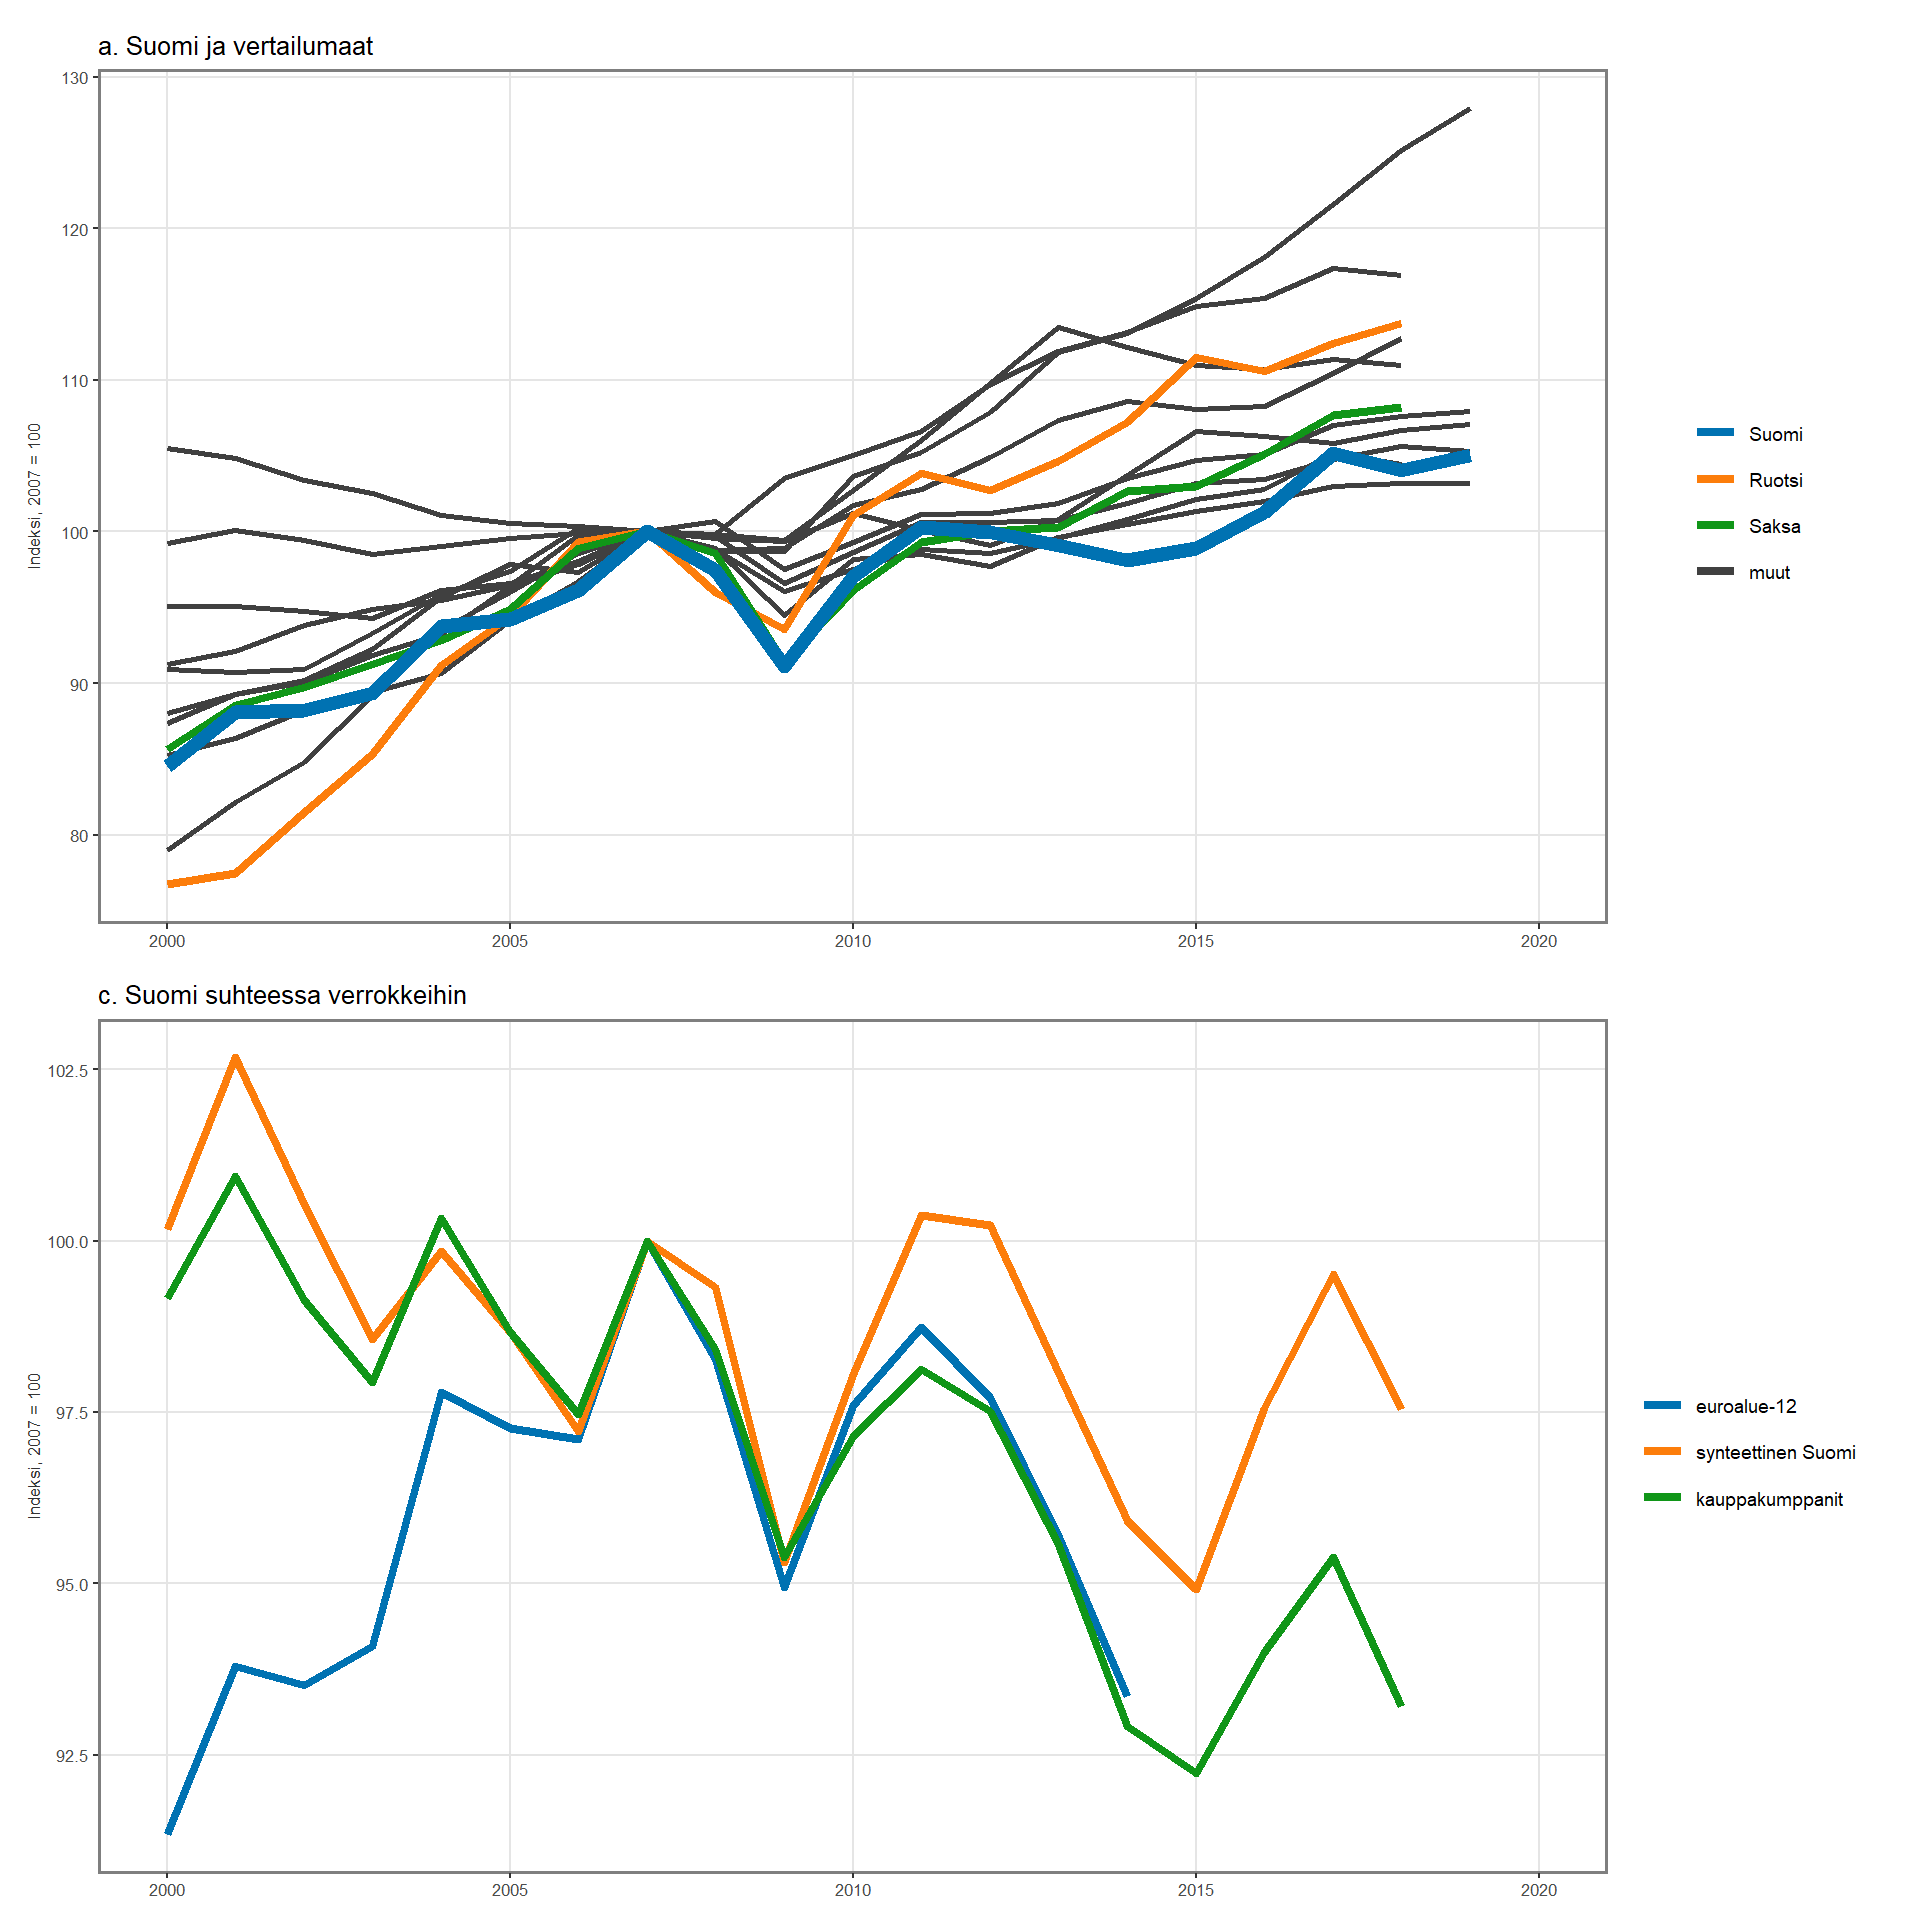 a. Suomi ja vertailumaat
Indeksi, 2007 = 100
130
120
110
100
90
80
2000 2005 2010 2015 2020
Suomi
Ruotsi
Saksa
muut
c. Suomi suhteessa verrokkeihin
Indeksi, 2007 = 100
102.5
100.0
97.5
95.0
92.5
2000 2005 2010 2015 2020
euroalue-12
synteettinen Suomi
kauppakumppanit